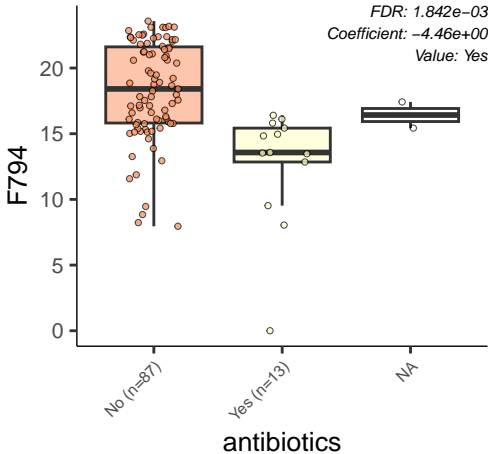 FDR: 1.842e−03
Coefficient: −4.46e+00
Value: Yes
20
15
10
5
0
F794
No (n=87)
Yes (n=13)
NA
antibiotics